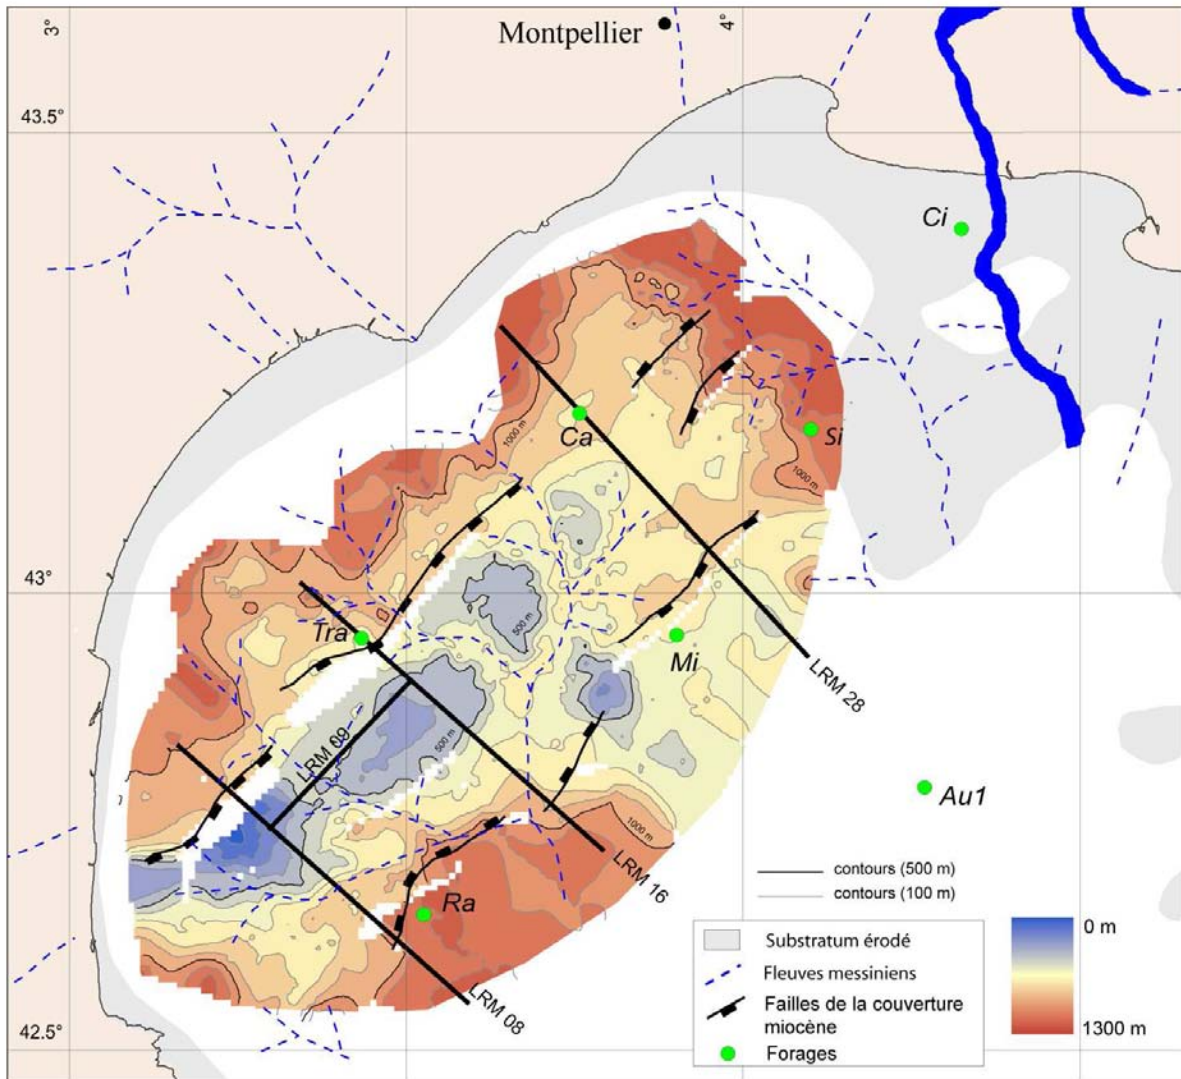 3°
Montpellier
4°
43.5°
Ci
1000 m
Ca
Si
1000 m
43°
500 m
Tra
Mi
LRM 28
LRM 09
500 m
Au1
1000 m
LRM 16
contours (500 m)
contours (100 m)
Ra
LRM 08
Substratum érodé
Fleuves messiniens
Failles de la couverture
miocène
Forages
0 m
1300 m
42.5°